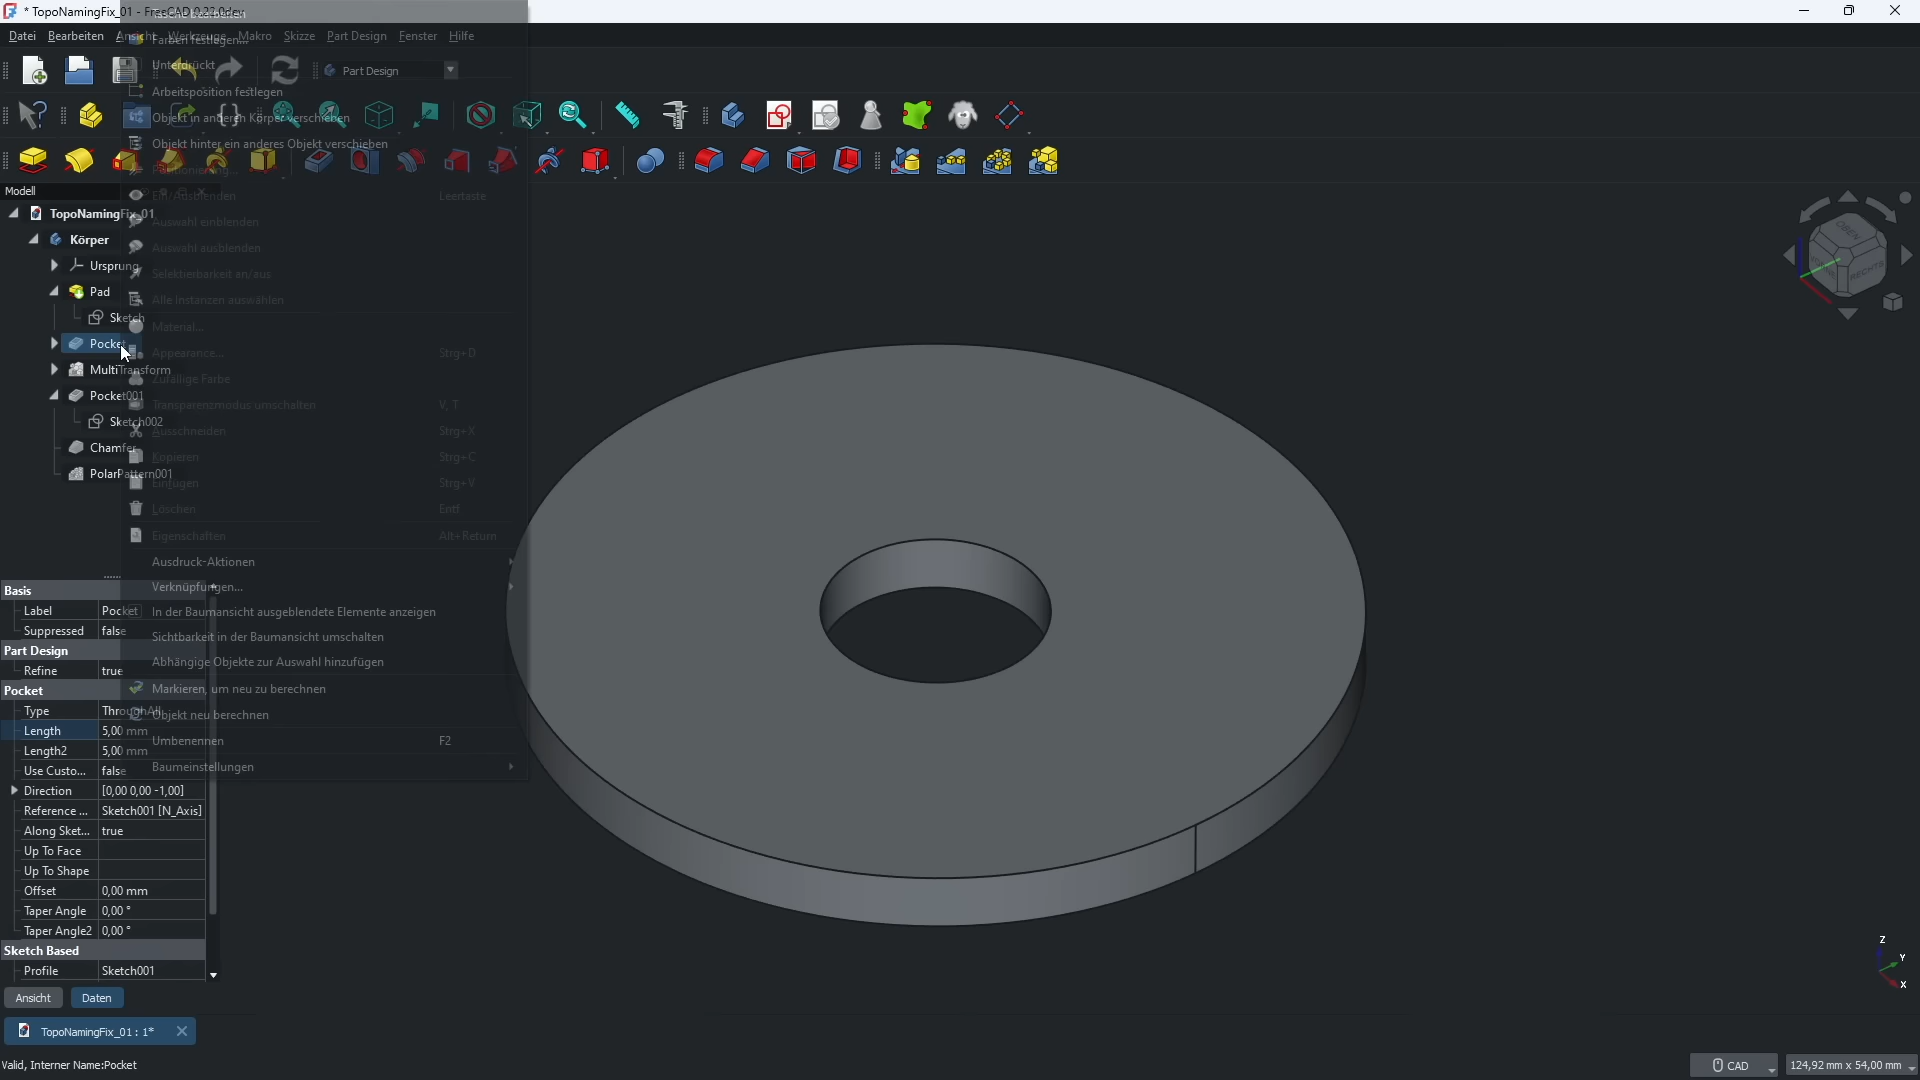 * TopoNamingFix_01 - FreeCAD 0.22.0dev
Datei Bearbeiten Ansicht Werkzeuge Makro Skizze Part Design Fenster Hilfe
Part Design
Modell
TopoNamingFix_01
Körper
Ursprung
Pad
Sketch
Pocket
MultiTransform
Pocket001
Sketch002
Chamfer
PolarPattern001
Tasche bearbeiten
Farben festlegen...
Unterdrückt
Arbeitsposition festlegen
Objekt in anderen Körper verschieben
Objekt hinter ein anderes Objekt verschieben
Positionierung...
Ein-/Ausblenden Leertaste
Auswahl einblenden
Auswahl ausblenden
Selektierbarkeit an/aus
Alle Instanzen auswählen
Material...
Appearance... Strg+D
Zufällige Farbe
Transparenzmodus umschalten V, T
Ausschneiden Strg+X
Kopieren Strg+C
Einfügen Strg+V
Löschen Entf
Eigenschaften Alt+Return
Ausdruck-Aktionen
Verknüpfungen...
In der Baumansicht ausgeblendete Elemente anzeigen
Sichtbarkeit in der Baumansicht umschalten
Abhängige Objekte zur Auswahl hinzufügen
Markieren, um neu zu berechnen
Objekt neu berechnen
Umbenennen F2
Baumeinstellungen
Basis
Label Pocket
Suppressed false
Part Design
Refine true
Pocket
Type ThroughAll
Length 5,00 mm
Length2 5,00 mm
Use Custo... false
Direction [0,00 0,00 -1,00]
Reference ... Sketch001 [N_Axis]
Along Sket... true
Up To Face
Up To Shape
Offset 0,00 mm
Taper Angle 0,00 °
Taper Angle2 0,00 °
Sketch Based
Profile Sketch001
Ansicht Daten
TopoNamingFix_01 : 1*
Valid, Interner Name:Pocket
OBEN
RECHTS
Z
Y
X
CAD
124,92 mm x 54,00 mm